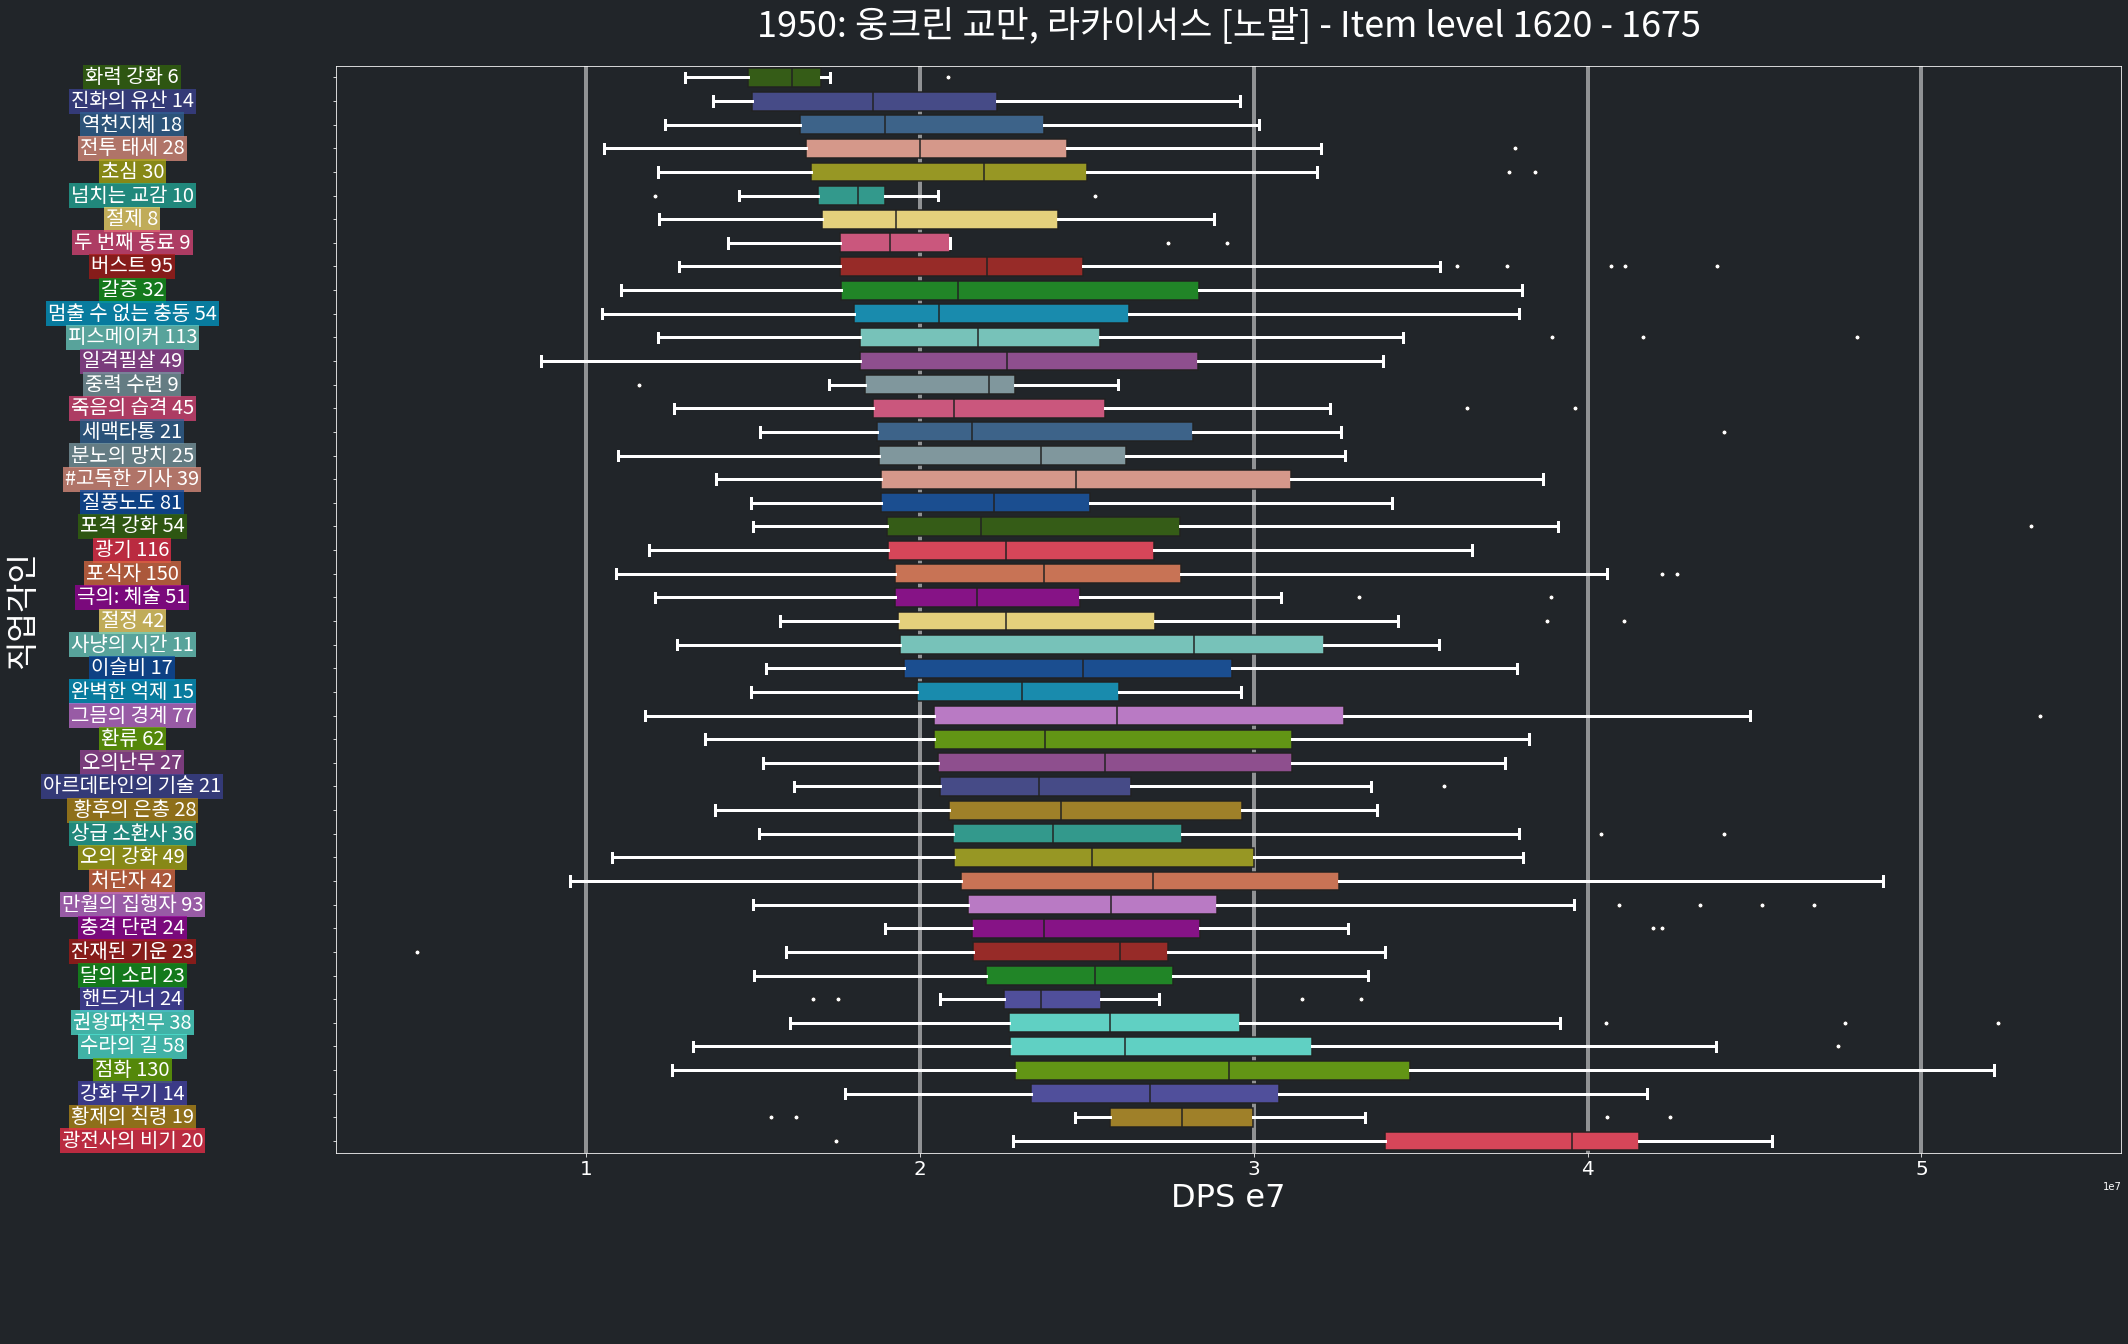 1950: 웅크린 교만, 라카이서스 [노말] - Item level 1620 - 1675
직업각인
화력 강화 6
진화의 유산 14
역천지체 18
전투 태세 28
초심 30
넘치는 교감 10
절제 8
두 번째 동료 9
버스트 95
갈증 32
멈출 수 없는 충동 54
피스메이커 113
일격필살 49
중력 수련 9
죽음의 습격 45
세맥타통 21
분노의 망치 25
#고독한 기사 39
질풍노도 81
포격 강화 54
광기 116
포식자 150
극의: 체술 51
절정 42
사냥의 시간 11
이슬비 17
완벽한 억제 15
그믐의 경계 77
환류 62
오의난무 27
아르데타인의 기술 21
황후의 은총 28
상급 소환사 36
오의 강화 49
처단자 42
만월의 집행자 93
충격 단련 24
잔재된 기운 23
달의 소리 23
핸드거너 24
권왕파천무 38
수라의 길 58
점화 130
강화 무기 14
황제의 칙령 19
광전사의 비기 20
1 2 3 4 5
DPS e7
1e7